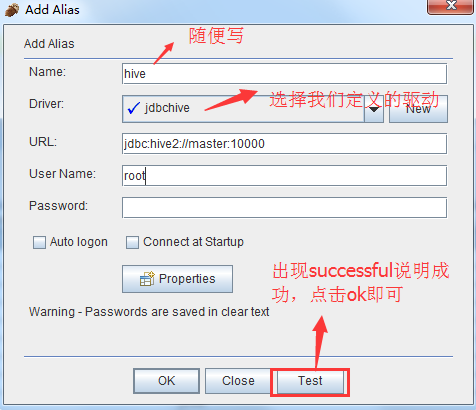 Add Alias
随便写
Add Alias
Name:
hive
选择我们定义的驱动
Driver:
jdbchive
New
URL:
jdbc:hive2://master:10000
User Name:
root
Password:
Auto logon
Connect at Startup
Properties
出现successful说明成
功，点击ok即可
Warning - Passwords are saved in clear text
OK
Close
Test